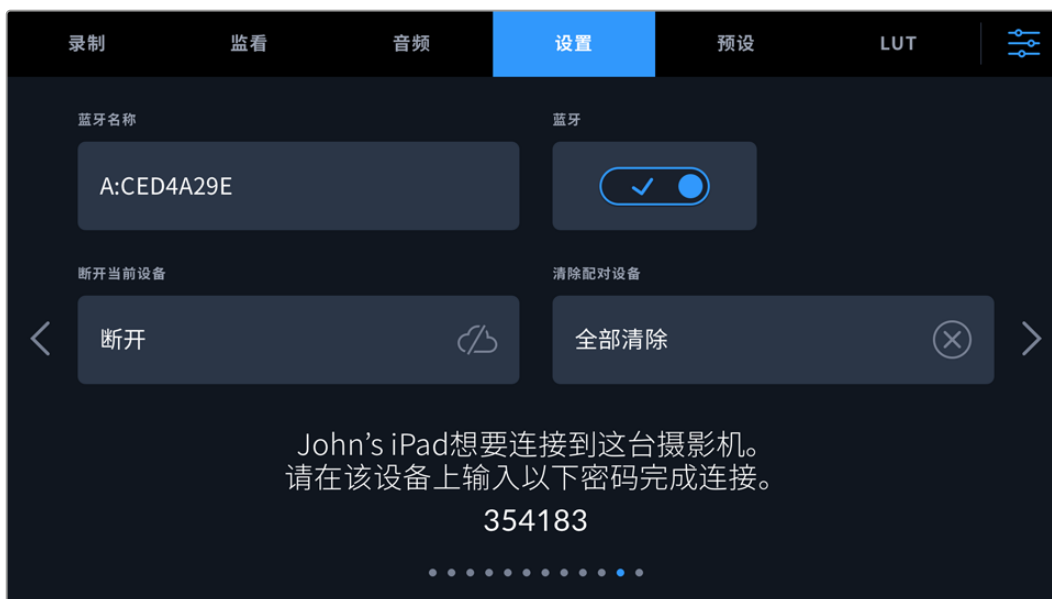 录制 监看 音频 设置 预设 LUT
蓝牙名称 蓝牙
A:CED4A29E
断开当前设备 清除配对设备
断开 全部清除
John’s iPad想要连接到这台摄影机。
请在该设备上输入以下密码完成连接。
354183